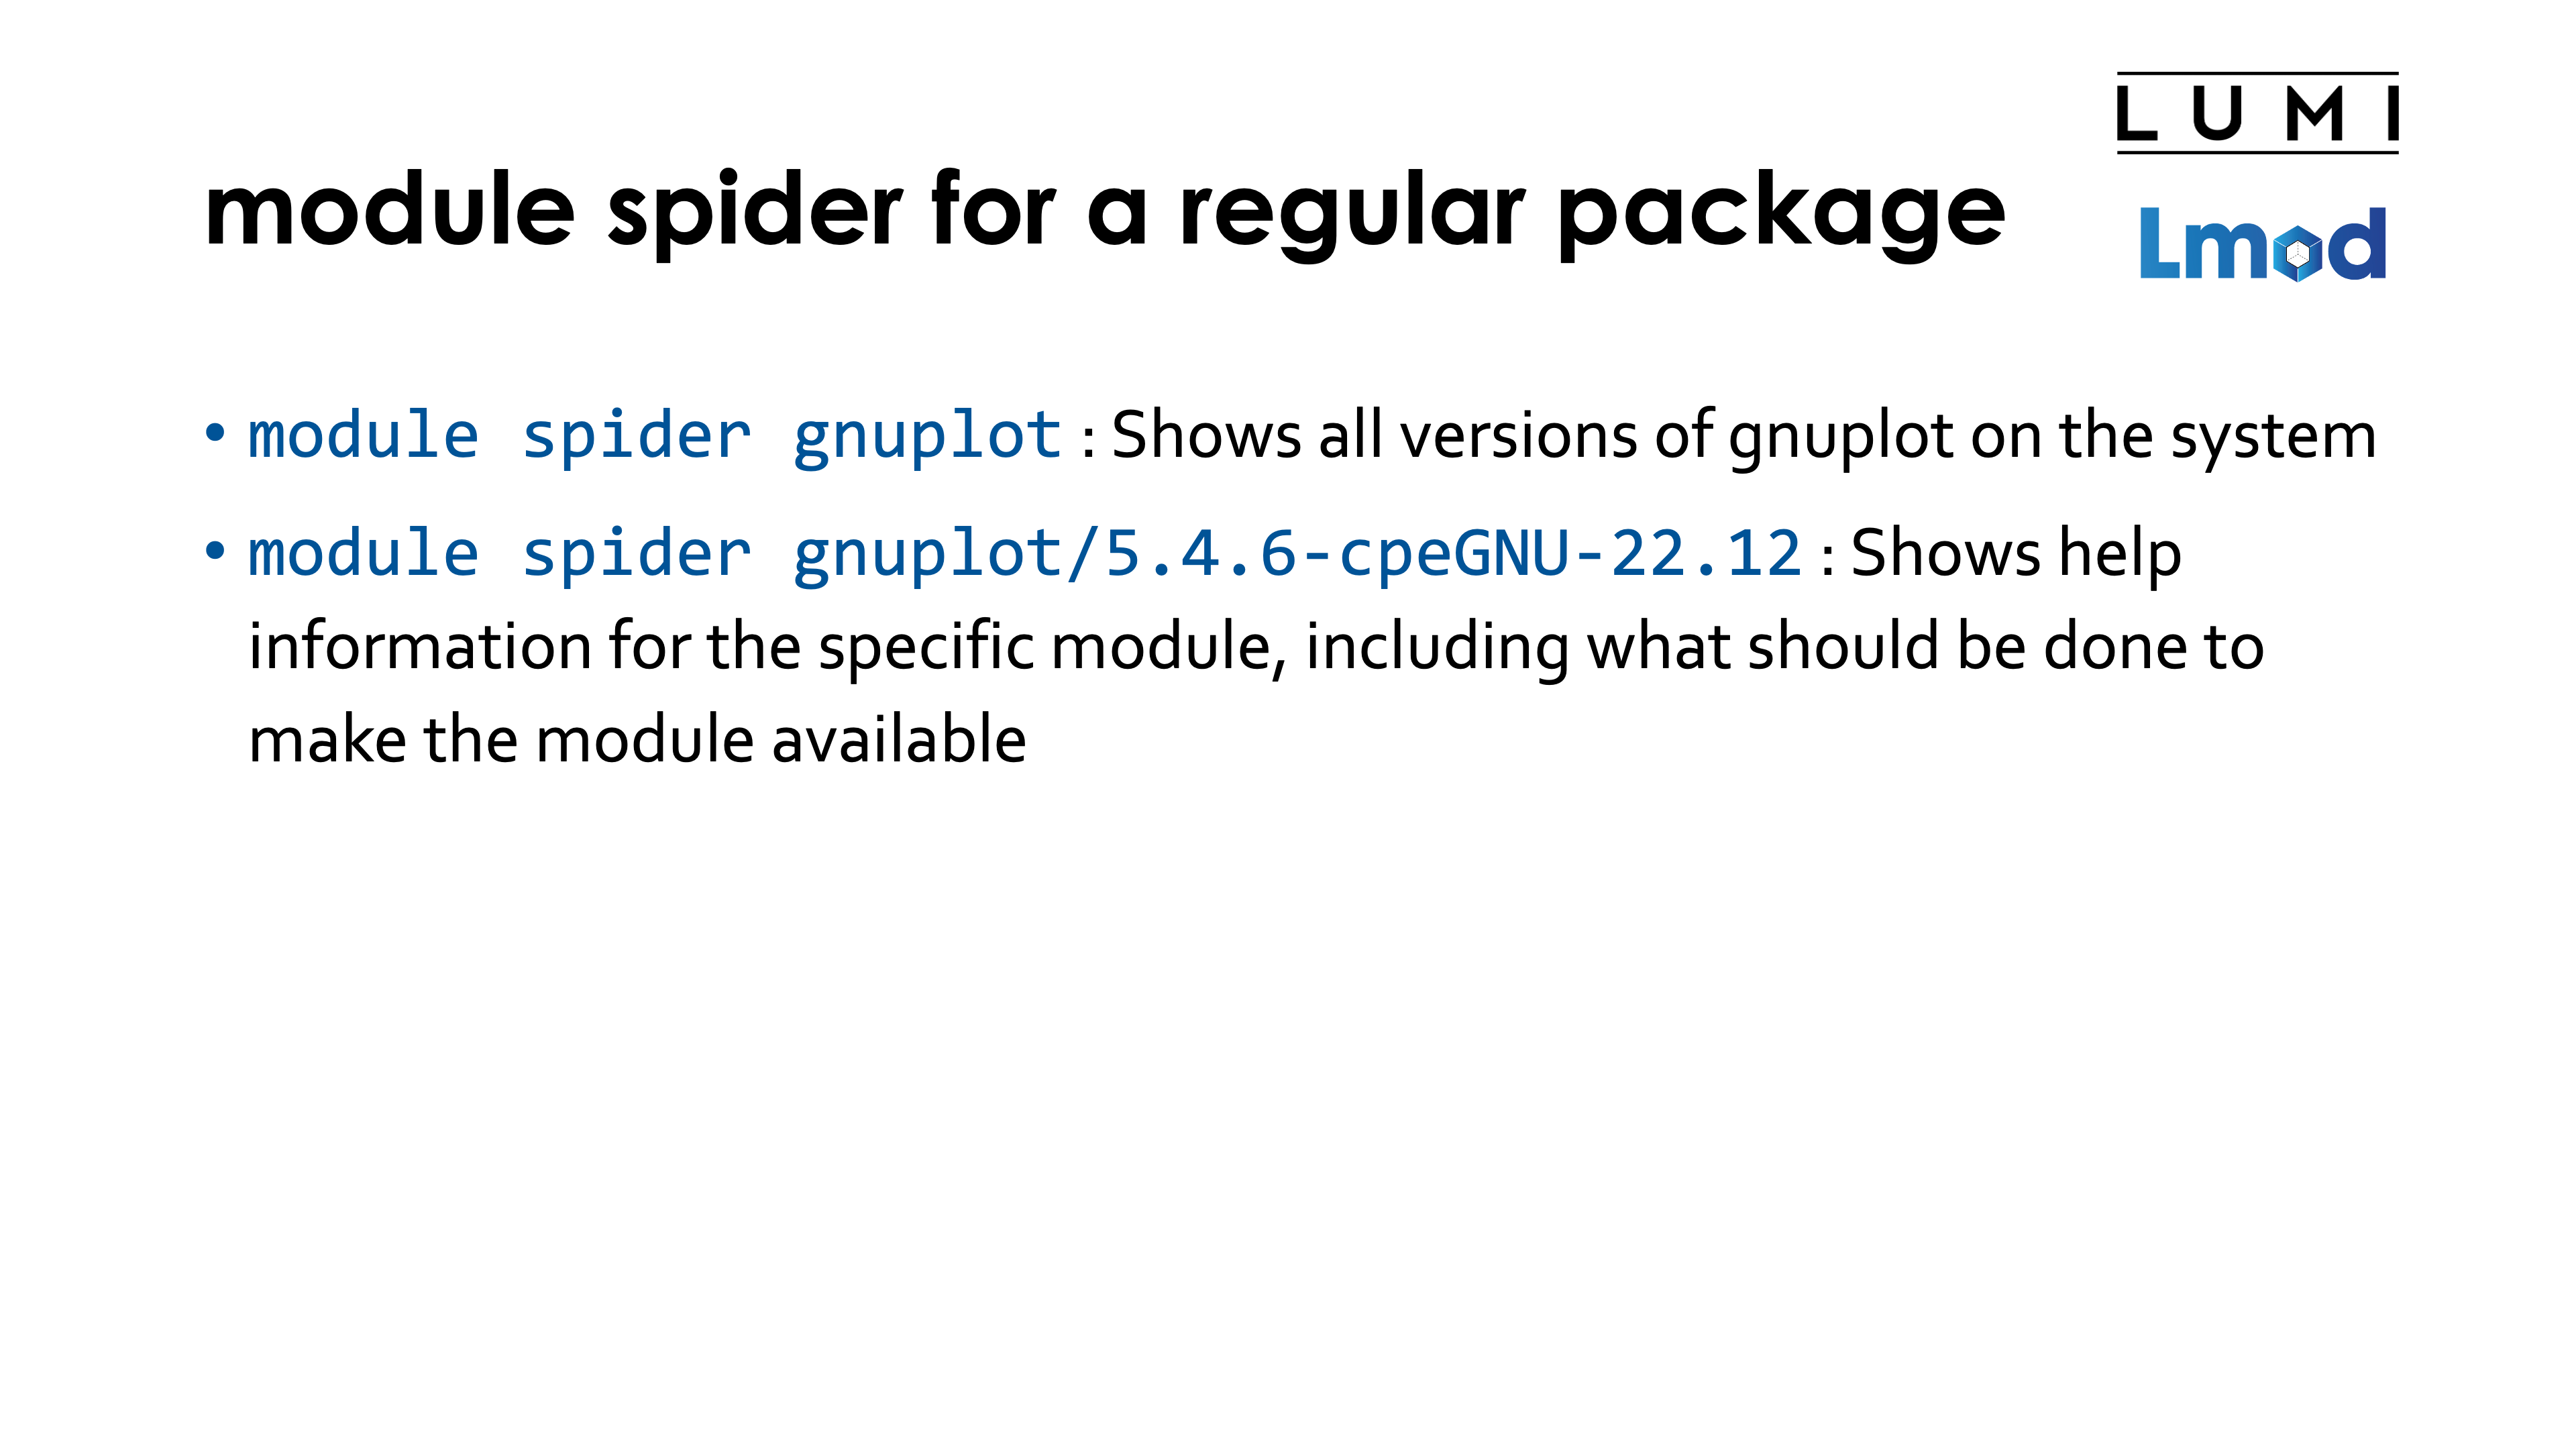 LUMI
module spider for a regular package
Lmod
• module spider gnuplot : Shows all versions of gnuplot on the system
• module spider gnuplot/5.4.6-cpeGNU-22.12 : Shows help
information for the specific module, including what should be done to
make the module available